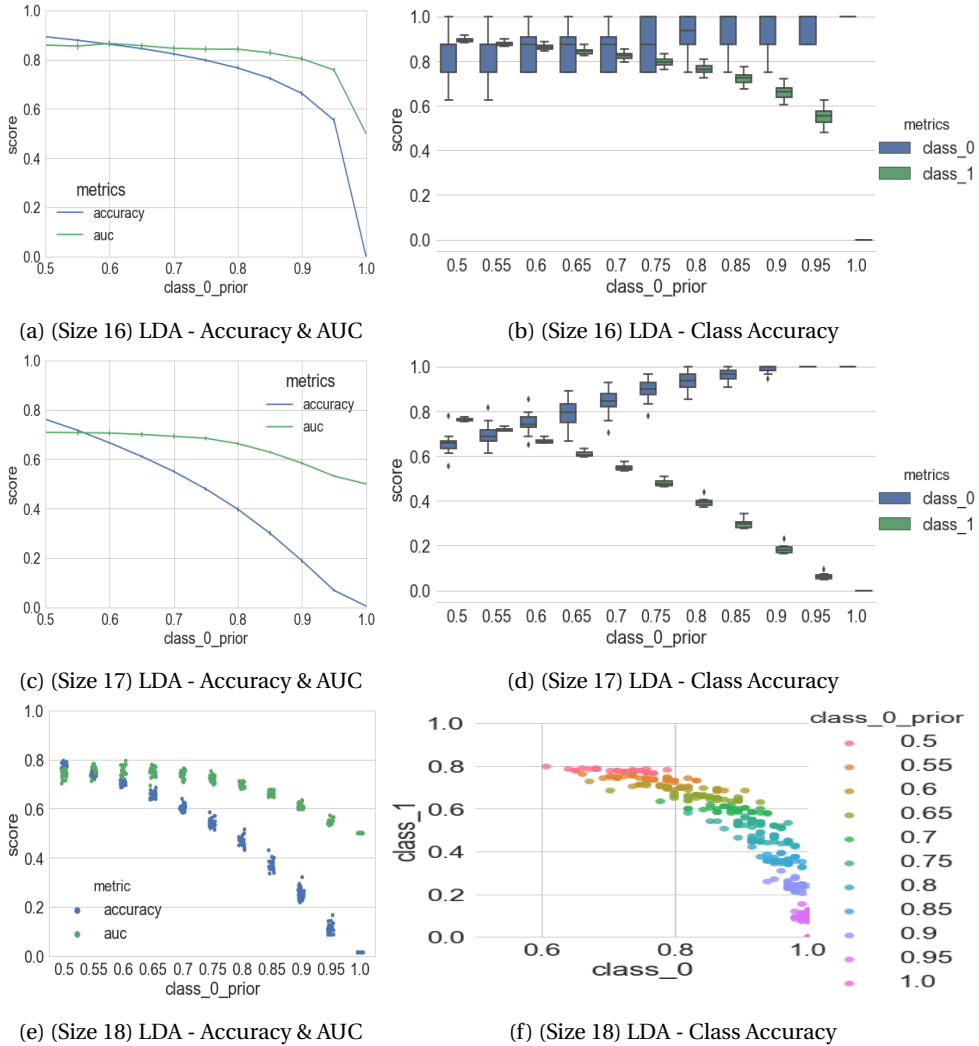 1.0
0.8
0.6
0.4
0.2
0.0
score
metrics
accuracy
auc
0.5 0.6 0.7 0.8 0.9 1.0
class_0_prior
(a) (Size 16) LDA - Accuracy & AUC
1.0
0.8
0.6
0.4
0.2
0.0
score
0.5 0.55 0.6 0.65 0.7 0.75 0.8 0.85 0.9 0.95 1.0
class_0_prior
metrics
class_0
class_1
(b) (Size 16) LDA - Class Accuracy
1.0
0.8
0.6
0.4
0.2
0.0
score
metrics
accuracy
auc
0.5 0.6 0.7 0.8 0.9 1.0
class_0_prior
(c) (Size 17) LDA - Accuracy & AUC
1.0
0.8
0.6
0.4
0.2
0.0
score
0.5 0.55 0.6 0.65 0.7 0.75 0.8 0.85 0.9 0.95 1.0
class_0_prior
metrics
class_0
class_1
(d) (Size 17) LDA - Class Accuracy
1.0
0.8
0.6
0.4
0.2
0.0
score
metric
accuracy
auc
0.5 0.55 0.6 0.65 0.7 0.75 0.8 0.85 0.9 0.95 1.0
class_0_prior
(e) (Size 18) LDA - Accuracy & AUC
1.0
0.8
0.6
0.4
0.2
0.0
class_1
0.6 0.8 1.0
class_0
class_0_prior
0.5
0.55
0.6
0.65
0.7
0.75
0.8
0.85
0.9
0.95
1.0
(f) (Size 18) LDA - Class Accuracy